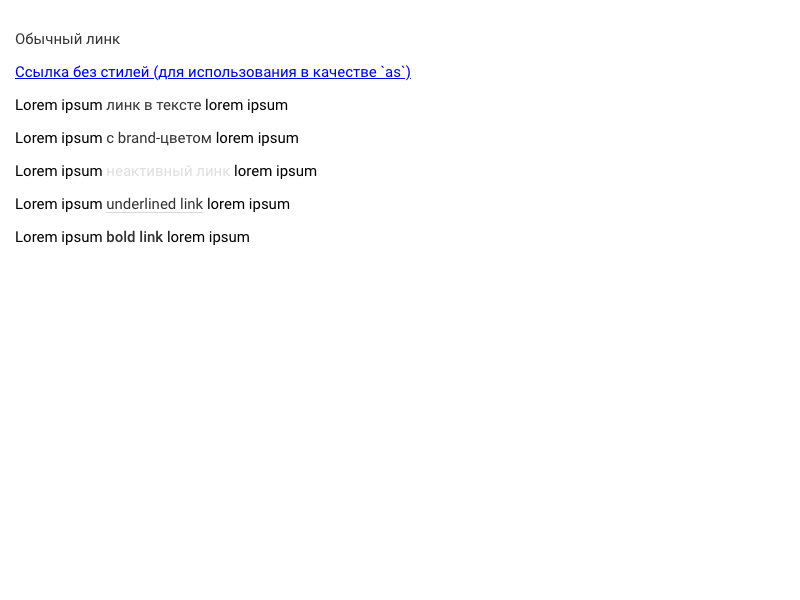 Обычный линк
Ссылка без стилей (для использования в качестве `as`)
Lorem ipsum линк в тексте lorem ipsum
Lorem ipsum с brand-цветом lorem ipsum
Lorem ipsum неактивный линк lorem ipsum
Lorem ipsum underlined link lorem ipsum
Lorem ipsum bold link lorem ipsum